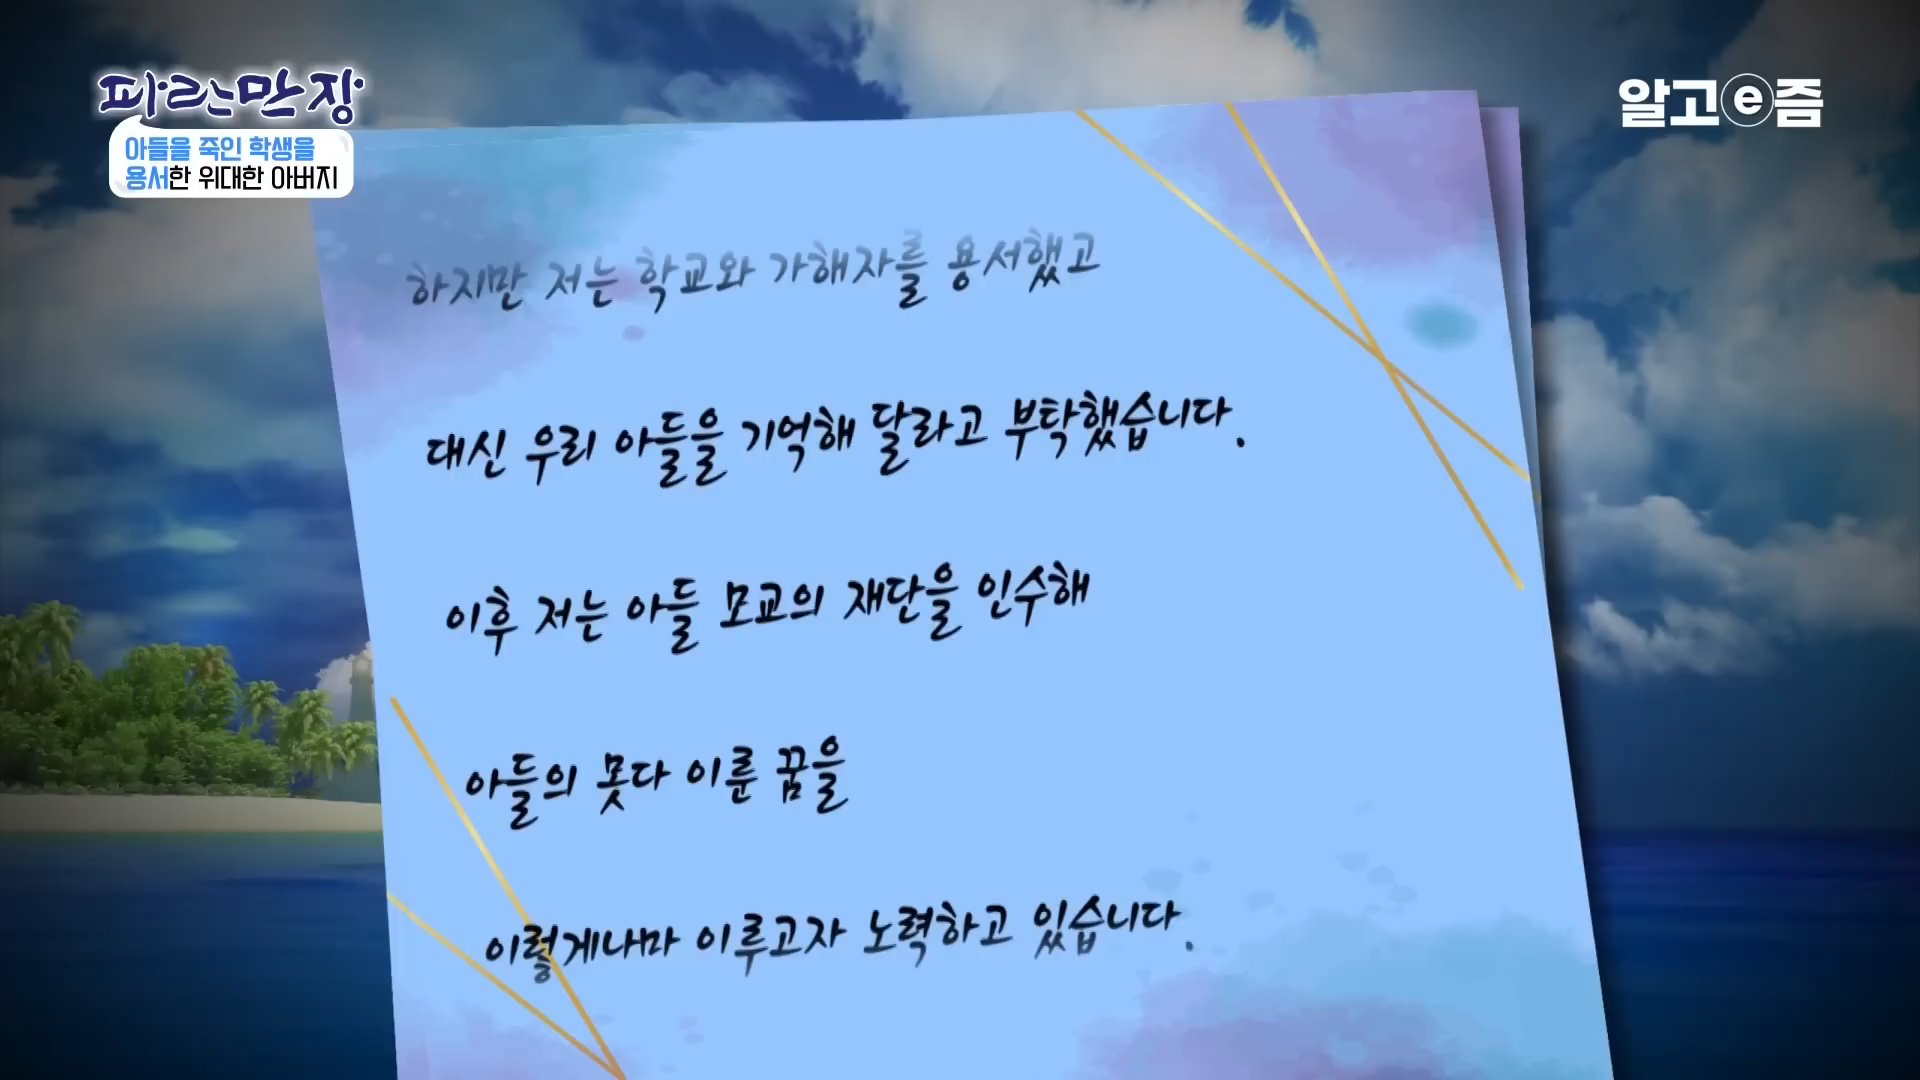 파란만장
아들을 죽인 학생을
용서한 위대한 아버지
알고e즘
하지만 저는 학교와 가해자를 용서했고
대신 우리 아들을 기억해 달라고 부탁했습니다.
이후 저는 아들 모교의 재단을 인수해
아들의 못다 이룬 꿈을
이렇게나마 이루고자 노력하고 있습니다.